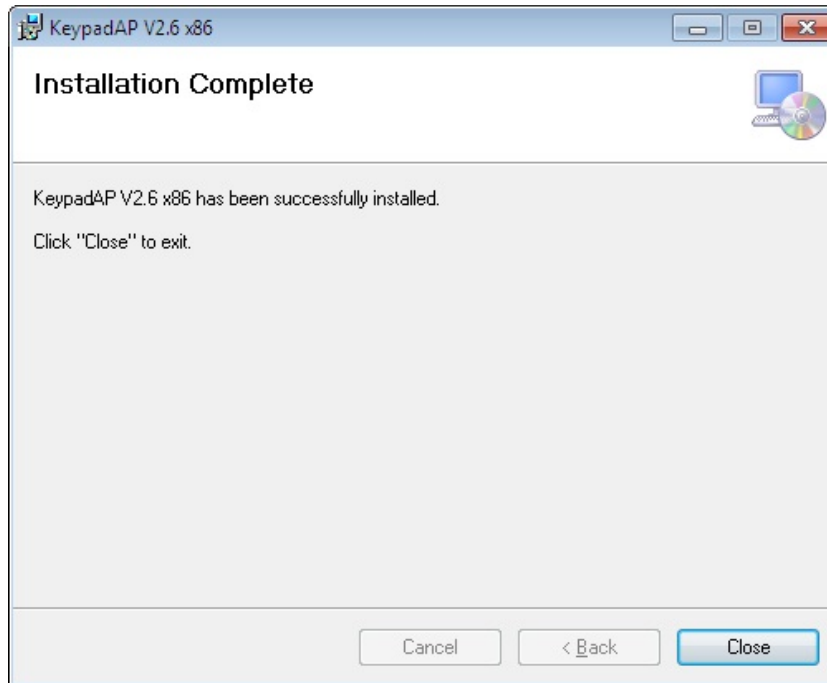 KeypadAP V2.6 x86
Installation Complete
KeypadAP V2.6 x86 has been successfully installed.
Click "Close" to exit.
Cancel
< Back
Close